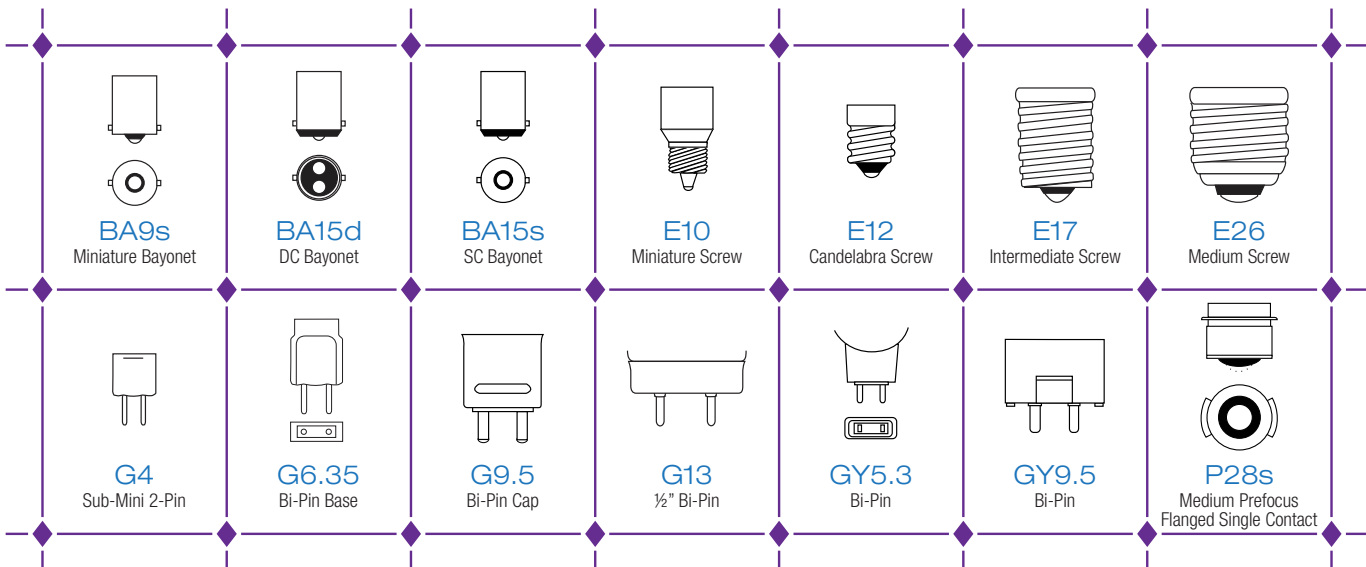 BA9s
Miniature Bayonet
BA15d
DC Bayonet
BA15s
SC Bayonet
E10
Miniature Screw
E12
Candelabra Screw
E17
Intermediate Screw
E26
Medium Screw
G4
Sub-Mini 2-Pin
G6.35
Bi-Pin Base
G9.5
Bi-Pin Cap
G13
½” Bi-Pin
GY5.3
Bi-Pin
GY9.5
Bi-Pin
P28s
Medium Prefocus
Flanged Single Contact